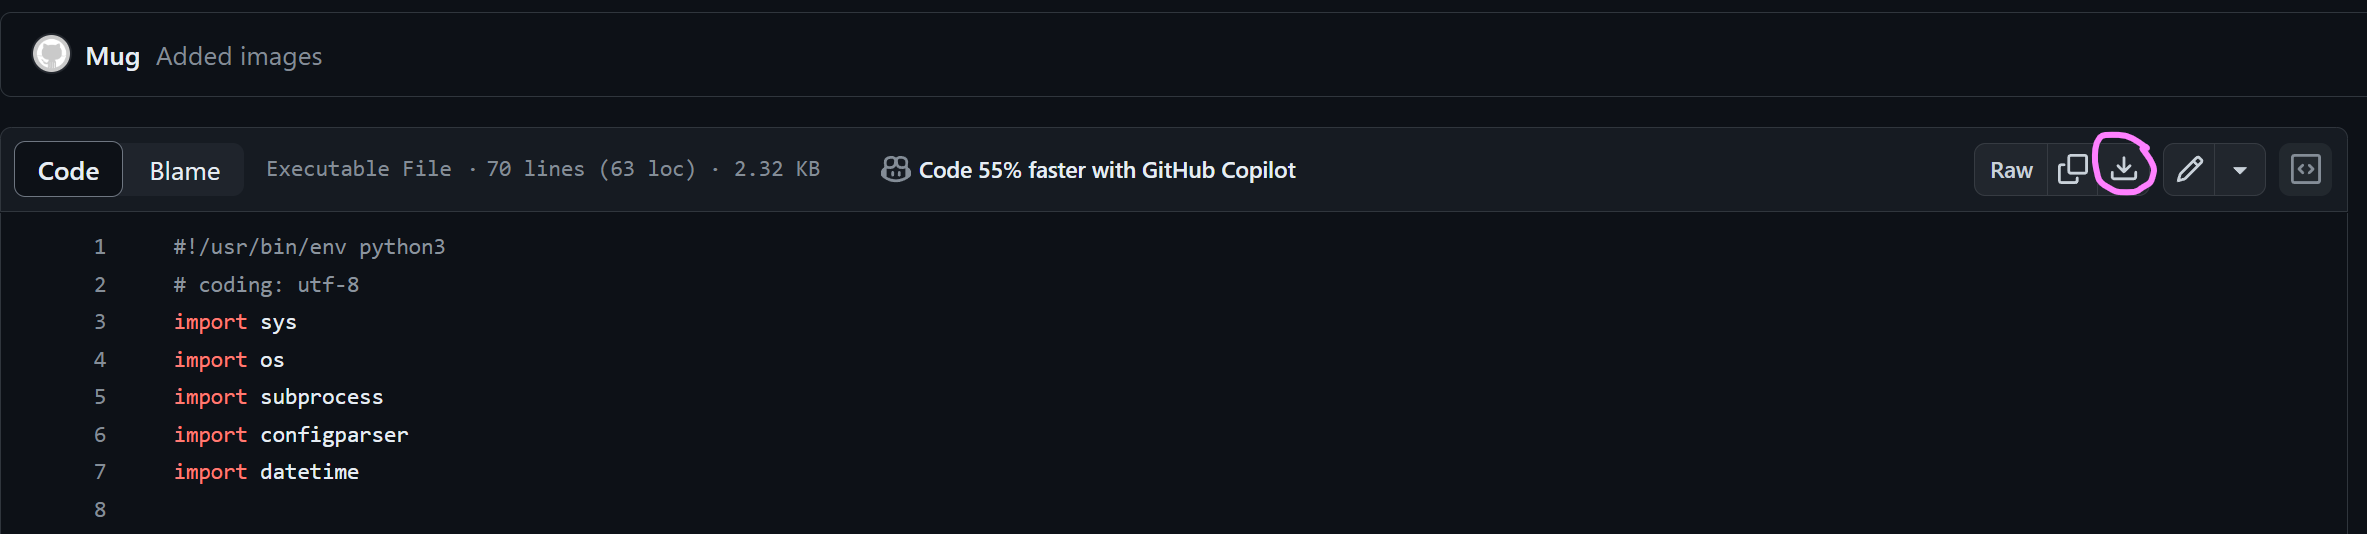 Mug Added images
Code Blame Executable File · 70 lines (63 loc) · 2.32 KB Code 55% faster with GitHub Copilot Raw
1 #!/usr/bin/env python3
2 # coding: utf-8
3 import sys
4 import os
5 import subprocess
6 import configparser
7 import datetime
8